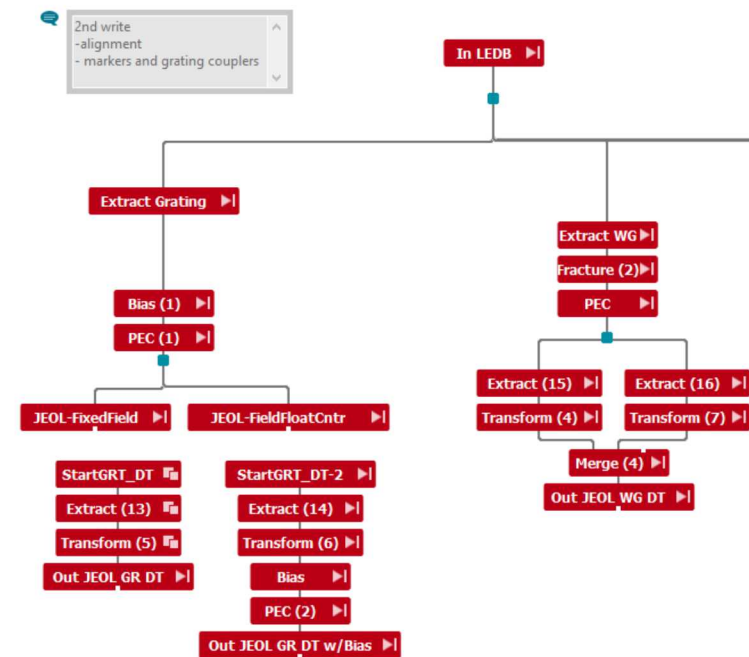 2nd write
-alignment
- markers and grating couplers
In LEDB
Extract Grating
Extract WG
Fracture (2)
Bias (1)
PEC
PEC (1)
Extract (15)
Extract (16)
JEOL-FixedField
JEOL-FieldFloatCntr
Transform (4)
Transform (7)
StartGRT_DT
StartGRT_DT-2
Merge (4)
Extract (13)
Extract (14)
Out JEOL WG DT
Transform (5)
Transform (6)
Out JEOL GR DT
Bias
PEC (2)
Out JEOL GR DT w/Bias